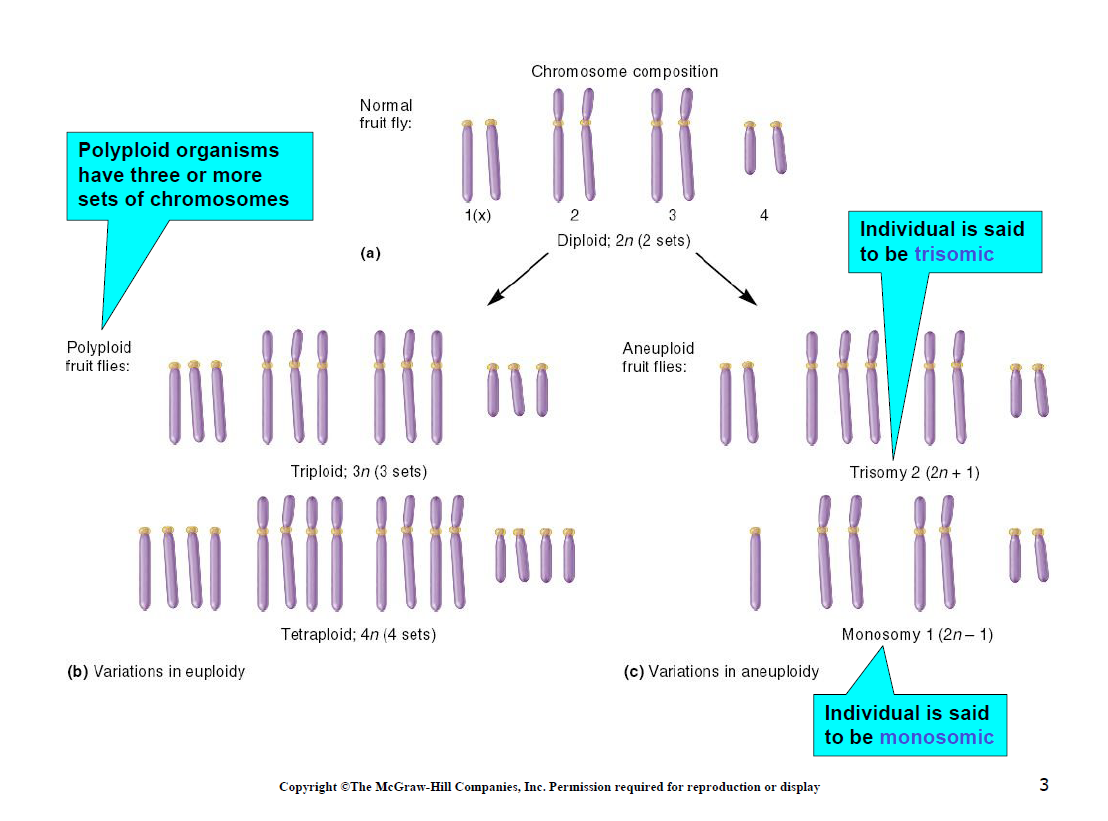 Chromosome composition
Normal
fruit fly:
Polyploid organisms
have three or more
sets of chromosomes
1(x) 2 3 4
Diploid; 2n (2 sets)
(a)
Individual is said
to be trisomic
Polyploid
fruit flies:
Aneuploid
fruit flies:
Triploid; 3n (3 sets)
Trisomy 2 (2n + 1)
Tetraploid; 4n (4 sets)
Monosomy 1 (2n – 1)
(b) Variations in euploidy
(c) Variations in aneuploidy
Individual is said
to be monosomic
Copyright ©The McGraw-Hill Companies, Inc. Permission required for reproduction or display
3